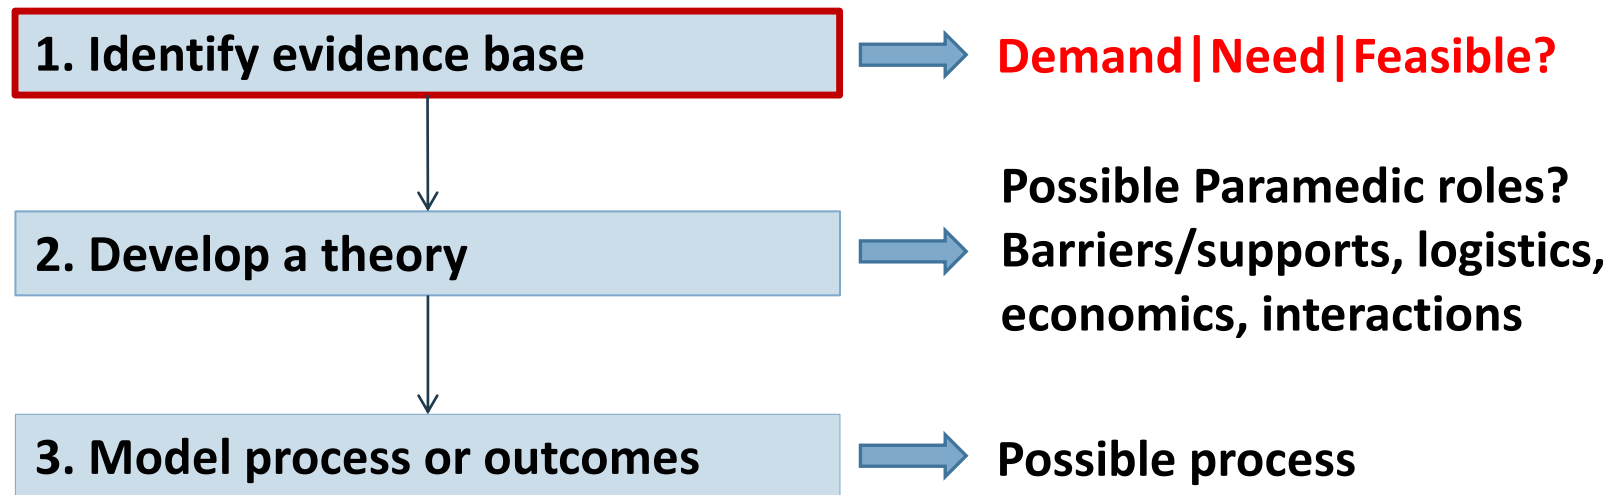 1. Identify evidence base
Demand|Need|Feasible?
2. Develop a theory
Possible Paramedic roles?
Barriers/supports, logistics,
economics, interactions
3. Model process or outcomes
Possible process